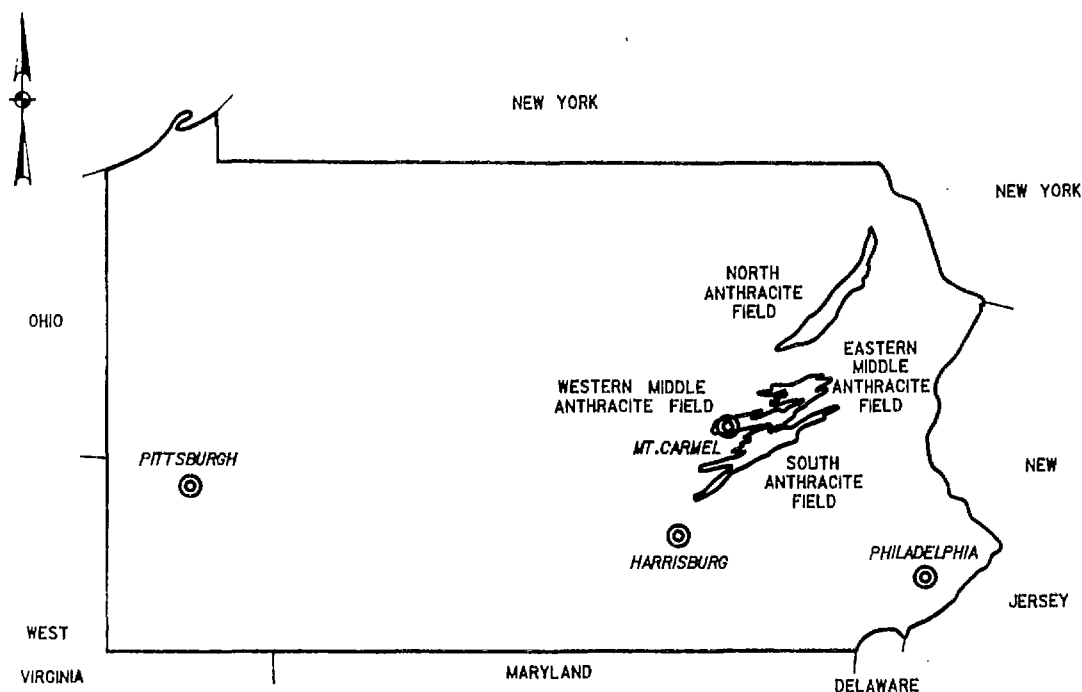 NEW YORK
NEW YORK
NORTH
ANTHRACITE
FIELD
OHIO
EASTERN
MIDDLE
ANTHRACITE
FIELD
WESTERN MIDDLE
ANTHRACITE FIELD
MT. CARMEL
PITTSBURGH
SOUTH
ANTHRACITE
FIELD
NEW
JERSEY
HARRISBURG
PHILADELPHIA
WEST
VIRGINIA
MARYLAND
DELAWARE